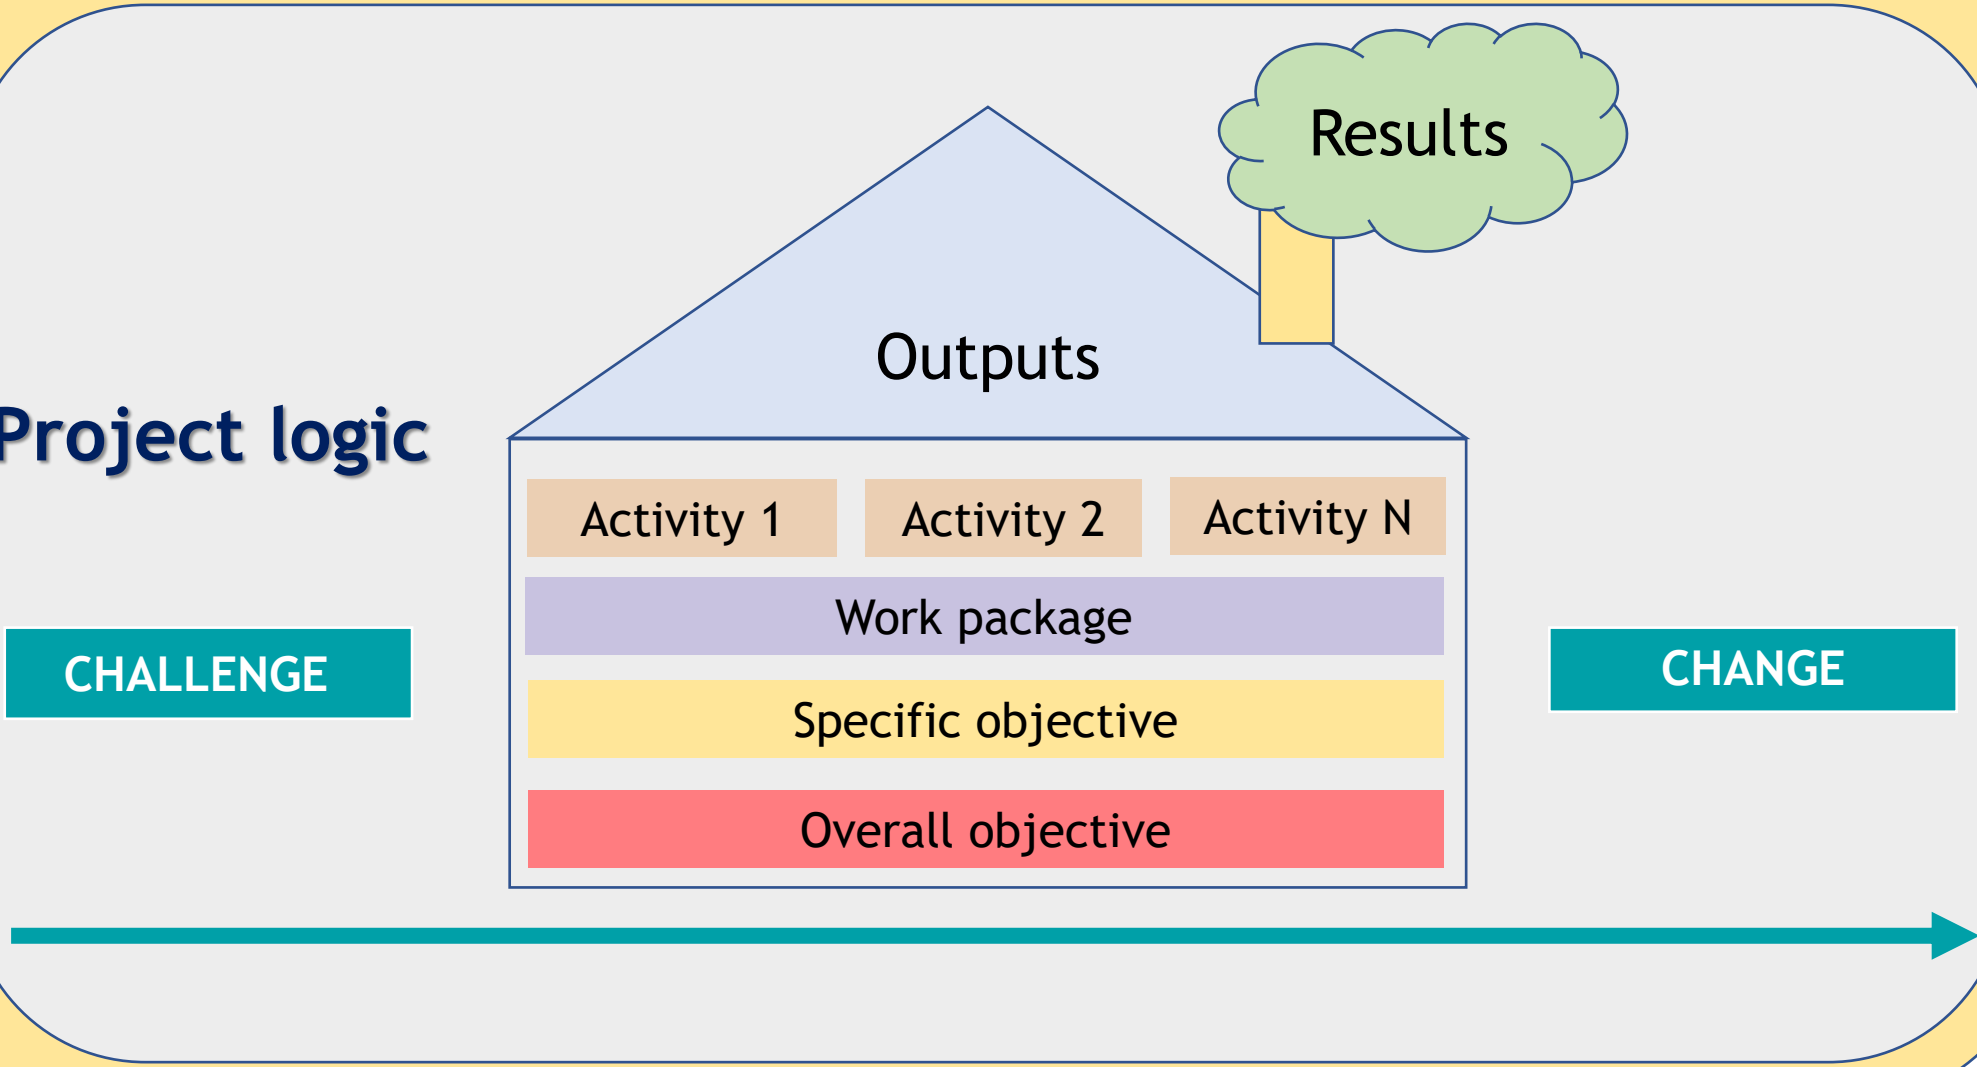 Results
Outputs
Project logic
Activity 1
Activity 2
Activity N
Work package
CHALLENGE
CHANGE
Specific objective
Overall objective